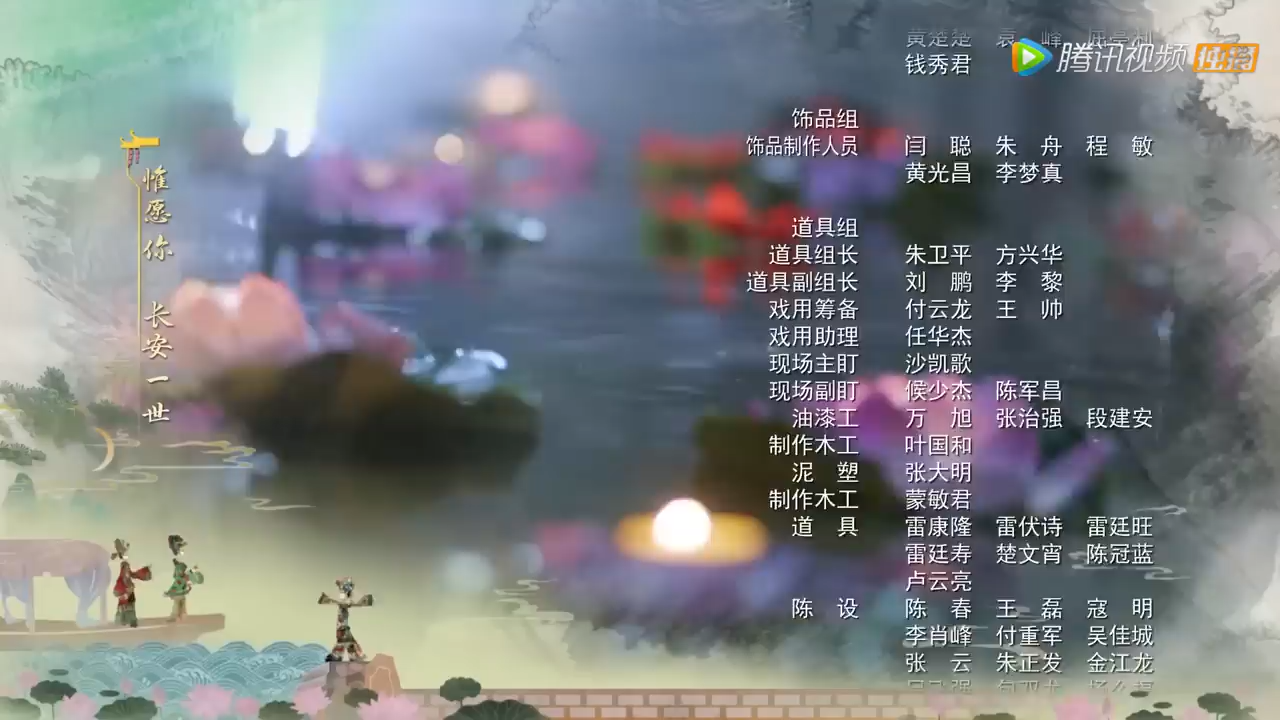 黄楚楚 袁 峰
钱秀君
腾讯视频 独播
饰品组
饰品制作人员 闫 聪 朱 舟 程 敏
黄光昌 李梦真
道具组
道具组长 朱卫平 方兴华
道具副组长 刘 鹏 李 黎
戏用筹备 付云龙 王 帅
戏用助理 任华杰
现场主盯 沙凯歌
现场副盯 候少杰 陈军昌
油漆工 万 旭 张治强 段建安
制作木工 叶国和
泥 塑 张大明
制作木工 蒙敏君
道 具 雷康隆 雷伏诗 雷廷旺
雷廷寿 楚文宵 陈冠蓝
卢云亮
陈 设 陈 春 王 磊 寇 明
李肖峰 付重军 吴佳城
张 云 朱正发 金江龙
惟愿你 长安一世